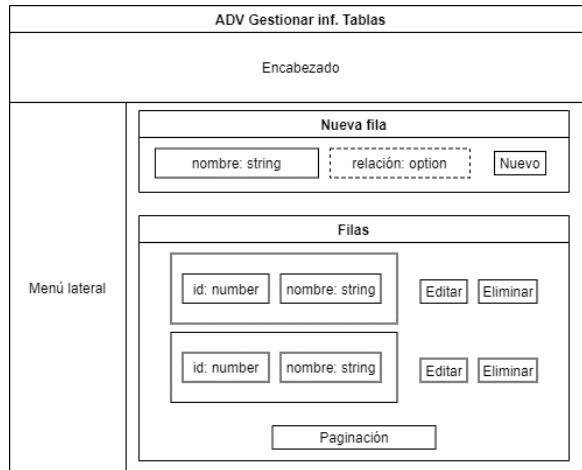 ADV Gestionar inf. Tablas
Encabezado
Menú lateral
Nueva fila
nombre: string relación: option Nuevo
Filas
id: number nombre: string Editar Eliminar
id: number nombre: string Editar Eliminar
Paginación